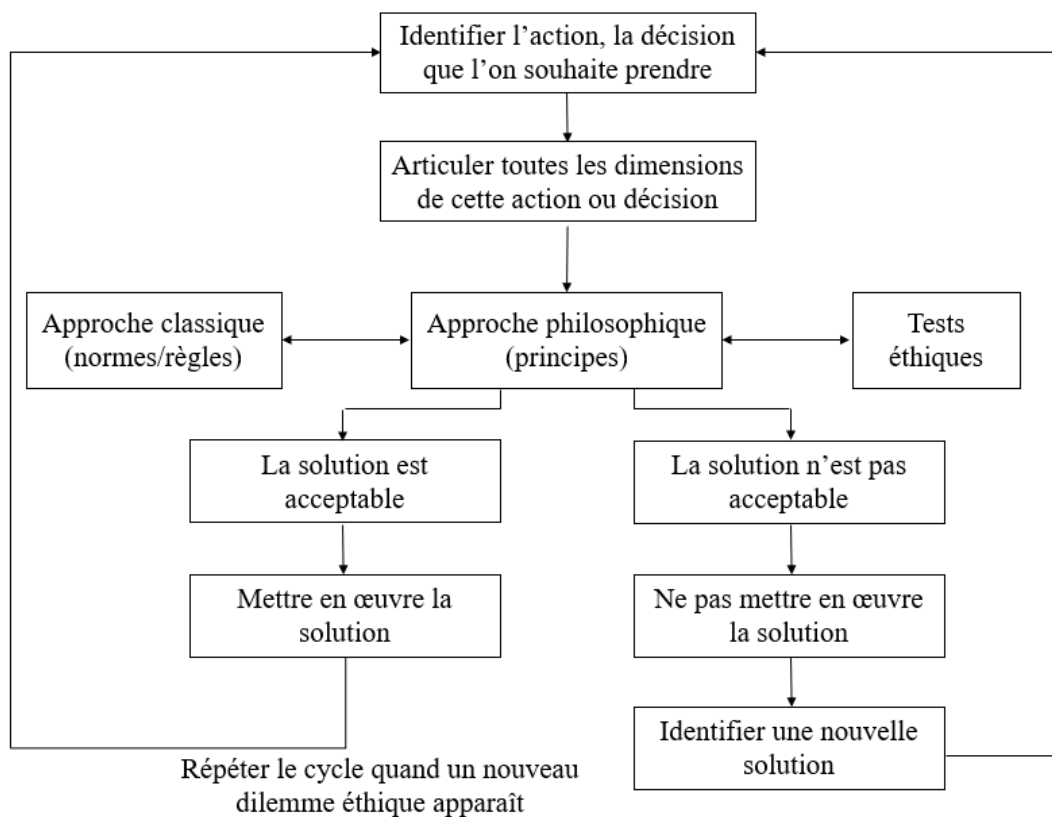 Identifier l’action, la décision
que l’on souhaite prendre
Articuler toutes les dimensions
de cette action ou décision
Approche classique
(normes/règles)
Approche philosophique
(principes)
Tests
éthiques
La solution est
acceptable
La solution n’est pas
acceptable
Mettre en œuvre la
solution
Ne pas mettre en œuvre
la solution
Identifier une nouvelle
solution
Répéter le cycle quand un nouveau
dilemme éthique apparaît